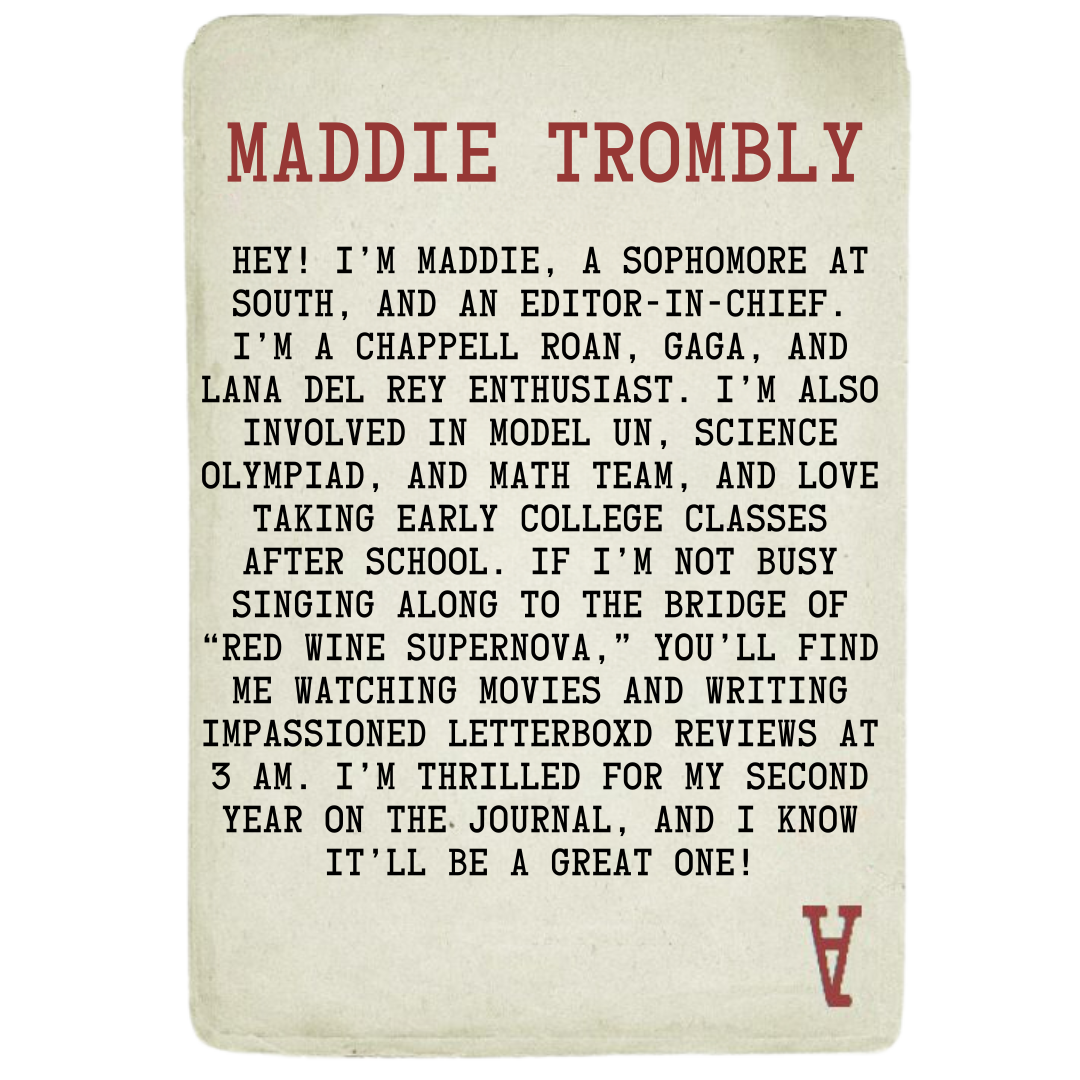 MADDIE TROMBLY
HEY! I'M MADDIE, A SOPHOMORE AT
SOUTH, AND AN EDITOR-IN-CHIEF.
I'M A CHAPPELL ROAN, GAGA, AND
LANA DEL REY ENTHUSIAST. I'M ALSO
INVOLVED IN MODEL UN, SCIENCE
OLYMPIAD, AND MATH TEAM, AND LOVE
TAKING EARLY COLLEGE CLASSES
AFTER SCHOOL. IF I'M NOT BUSY
SINGING ALONG TO THE BRIDGE OF
“RED WINE SUPERNOVA,” YOU'LL FIND
ME WATCHING MOVIES AND WRITING
IMPASSIONED LETTERBOXD REVIEWS AT
3 AM. I'M THRILLED FOR MY SECOND
YEAR ON THE JOURNAL, AND I KNOW
IT'LL BE A GREAT ONE!
A